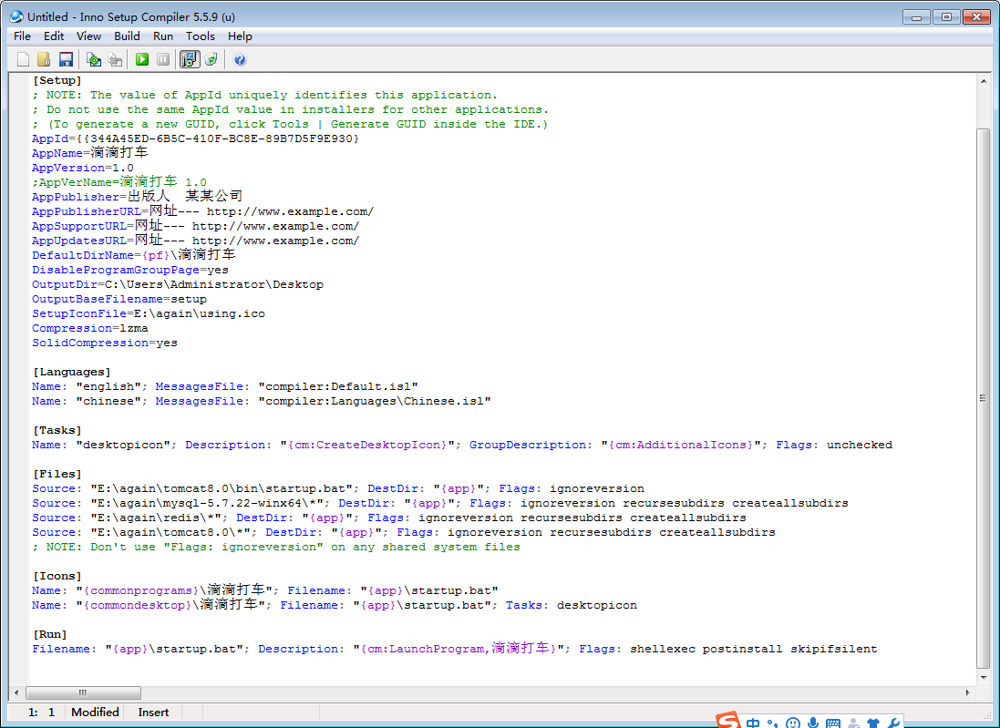 Untitled - Inno Setup Compiler 5.5.9 (u)
File Edit View Build Run Tools Help
[Setup]
; NOTE: The value of AppId uniquely identifies this application.
; Do not use the same AppId value in installers for other applications.
; (To generate a new GUID, click Tools | Generate GUID inside the IDE.)
AppId={{344A45ED-6B5C-410F-BC8E-89B7D5F9E930}
AppName=滴滴打车
AppVersion=1.0
;AppVerName=滴滴打车 1.0
AppPublisher=出版人  某某公司
AppPublisherURL=网址--- http://www.example.com/
AppSupportURL=网址--- http://www.example.com/
AppUpdatesURL=网址--- http://www.example.com/
DefaultDirName={pf}\滴滴打车
DisableProgramGroupPage=yes
OutputDir=C:\Users\Administrator\Desktop
OutputBaseFilename=setup
SetupIconFile=E:\again\using.ico
Compression=lzma
SolidCompression=yes
[Languages]
Name: "english"; MessagesFile: "compiler:Default.isl"
Name: "chinese"; MessagesFile: "compiler:Languages\Chinese.isl"
[Tasks]
Name: "desktopicon"; Description: "{cm:CreateDesktopIcon}"; GroupDescription: "{cm:AdditionalIcons}"; Flags: unchecked
[Files]
Source: "E:\again\tomcat8.0\bin\startup.bat"; DestDir: "{app}"; Flags: ignoreversion
Source: "E:\again\mysql-5.7.22-winx64\*"; DestDir: "{app}"; Flags: ignoreversion recursesubdirs createallsubdirs
Source: "E:\again\redis\*"; DestDir: "{app}"; Flags: ignoreversion recursesubdirs createallsubdirs
Source: "E:\again\tomcat8.0\*"; DestDir: "{app}"; Flags: ignoreversion recursesubdirs createallsubdirs
; NOTE: Don't use "Flags: ignoreversion" on any shared system files
[Icons]
Name: "{commonprograms}\滴滴打车"; Filename: "{app}\startup.bat"
Name: "{commondesktop}\滴滴打车"; Filename: "{app}\startup.bat"; Tasks: desktopicon
[Run]
Filename: "{app}\startup.bat"; Description: "{cm:LaunchProgram,滴滴打车}"; Flags: shellexec postinstall skipifsilent
1: 1 Modified Insert
中